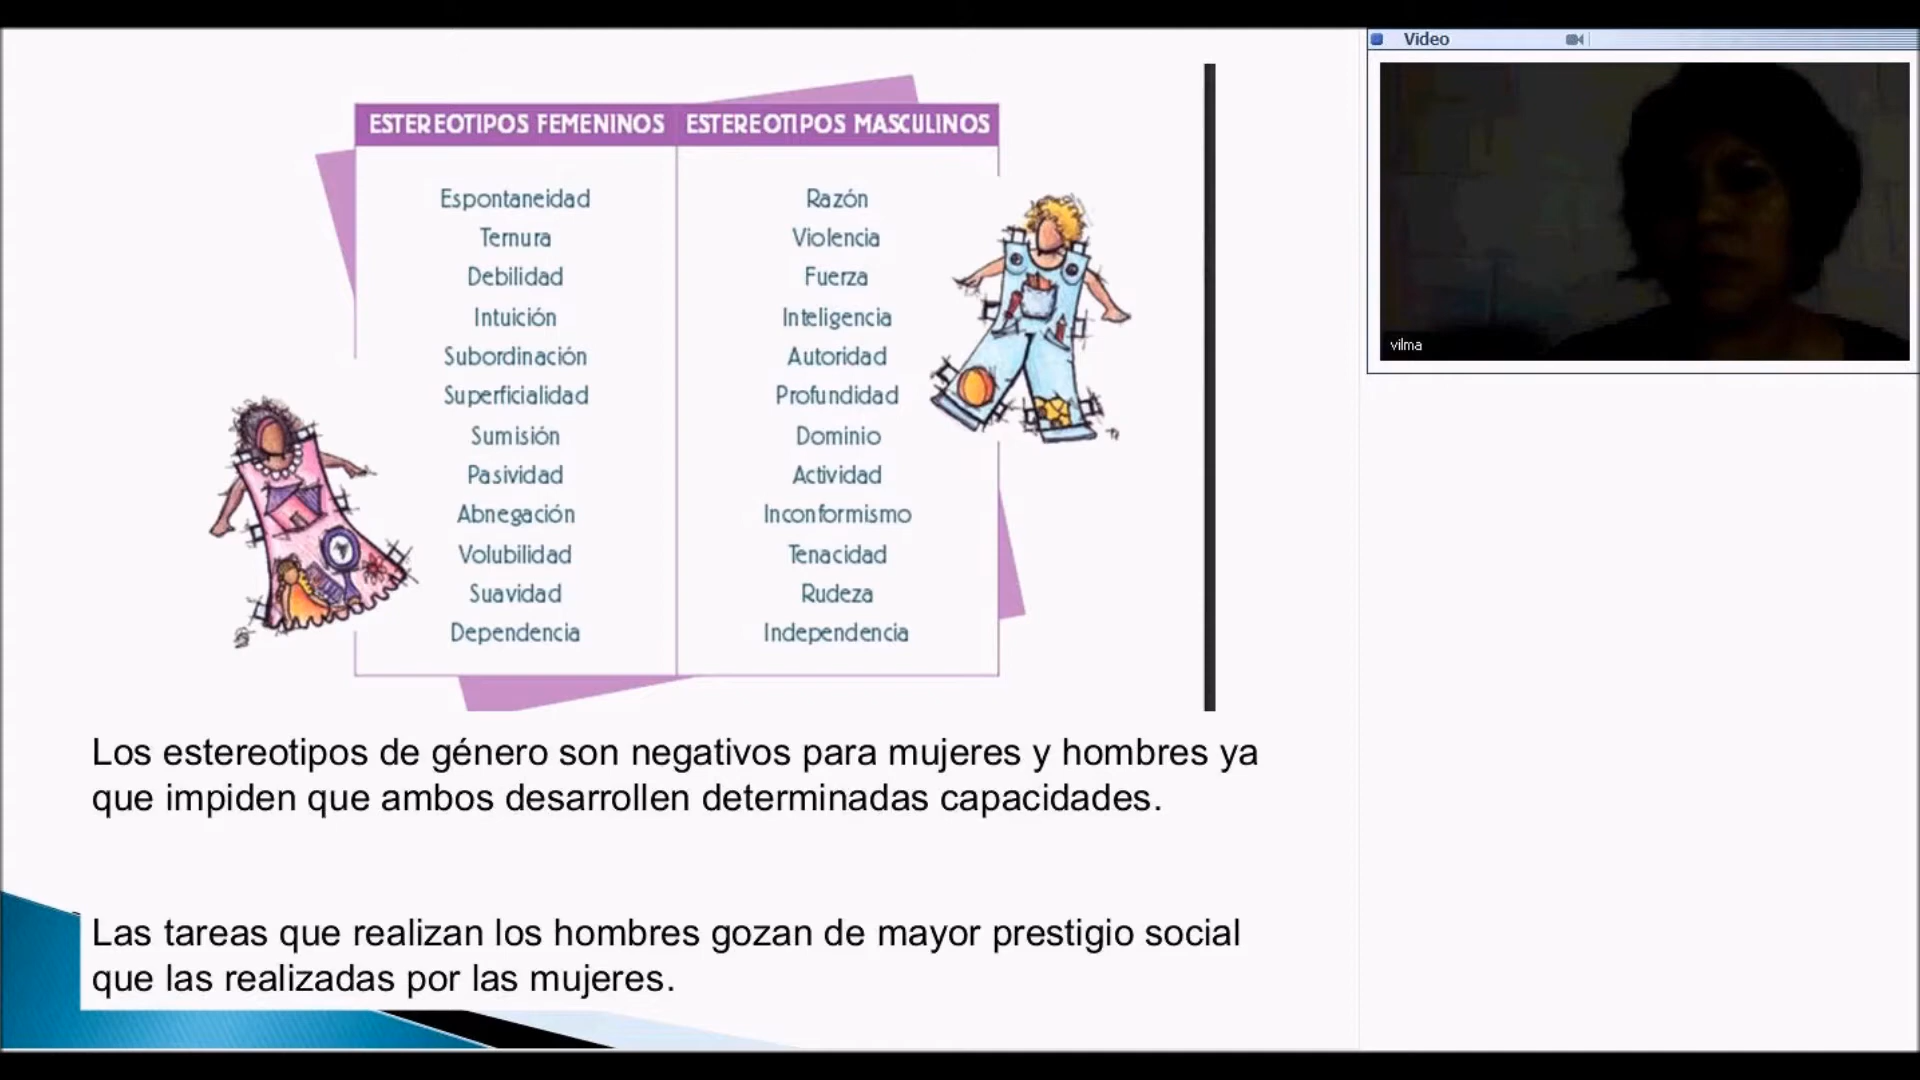 Video
vilma
ESTEREOTIPOS FEMENINOS ESTEREOTIPOS MASCULINOS
Espontaneidad Razón
Ternura Violencia
Debilidad Fuerza
Intuición Inteligencia
Subordinación Autoridad
Superficialidad Profundidad
Sumisión Dominio
Pasividad Actividad
Abnegación Inconformismo
Volubilidad Tenacidad
Suavidad Rudeza
Dependencia Independencia
Los estereotipos de género son negativos para mujeres y hombres ya
que impiden que ambos desarrollen determinadas capacidades.
Las tareas que realizan los hombres gozan de mayor prestigio social
que las realizadas por las mujeres.